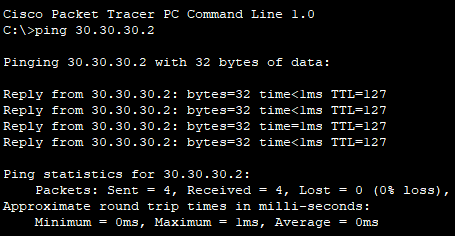 Cisco Packet Tracer PC Command Line 1.0
C:\>ping 30.30.30.2
Pinging 30.30.30.2 with 32 bytes of data:
Reply from 30.30.30.2: bytes=32 time<1ms TTL=127
Reply from 30.30.30.2: bytes=32 time<1ms TTL=127
Reply from 30.30.30.2: bytes=32 time<1ms TTL=127
Reply from 30.30.30.2: bytes=32 time<1ms TTL=127
Ping statistics for 30.30.30.2:
Packets: Sent = 4, Received = 4, Lost = 0 (0% loss),
Approximate round trip times in milli-seconds:
Minimum = 0ms, Maximum = 1ms, Average = 0ms